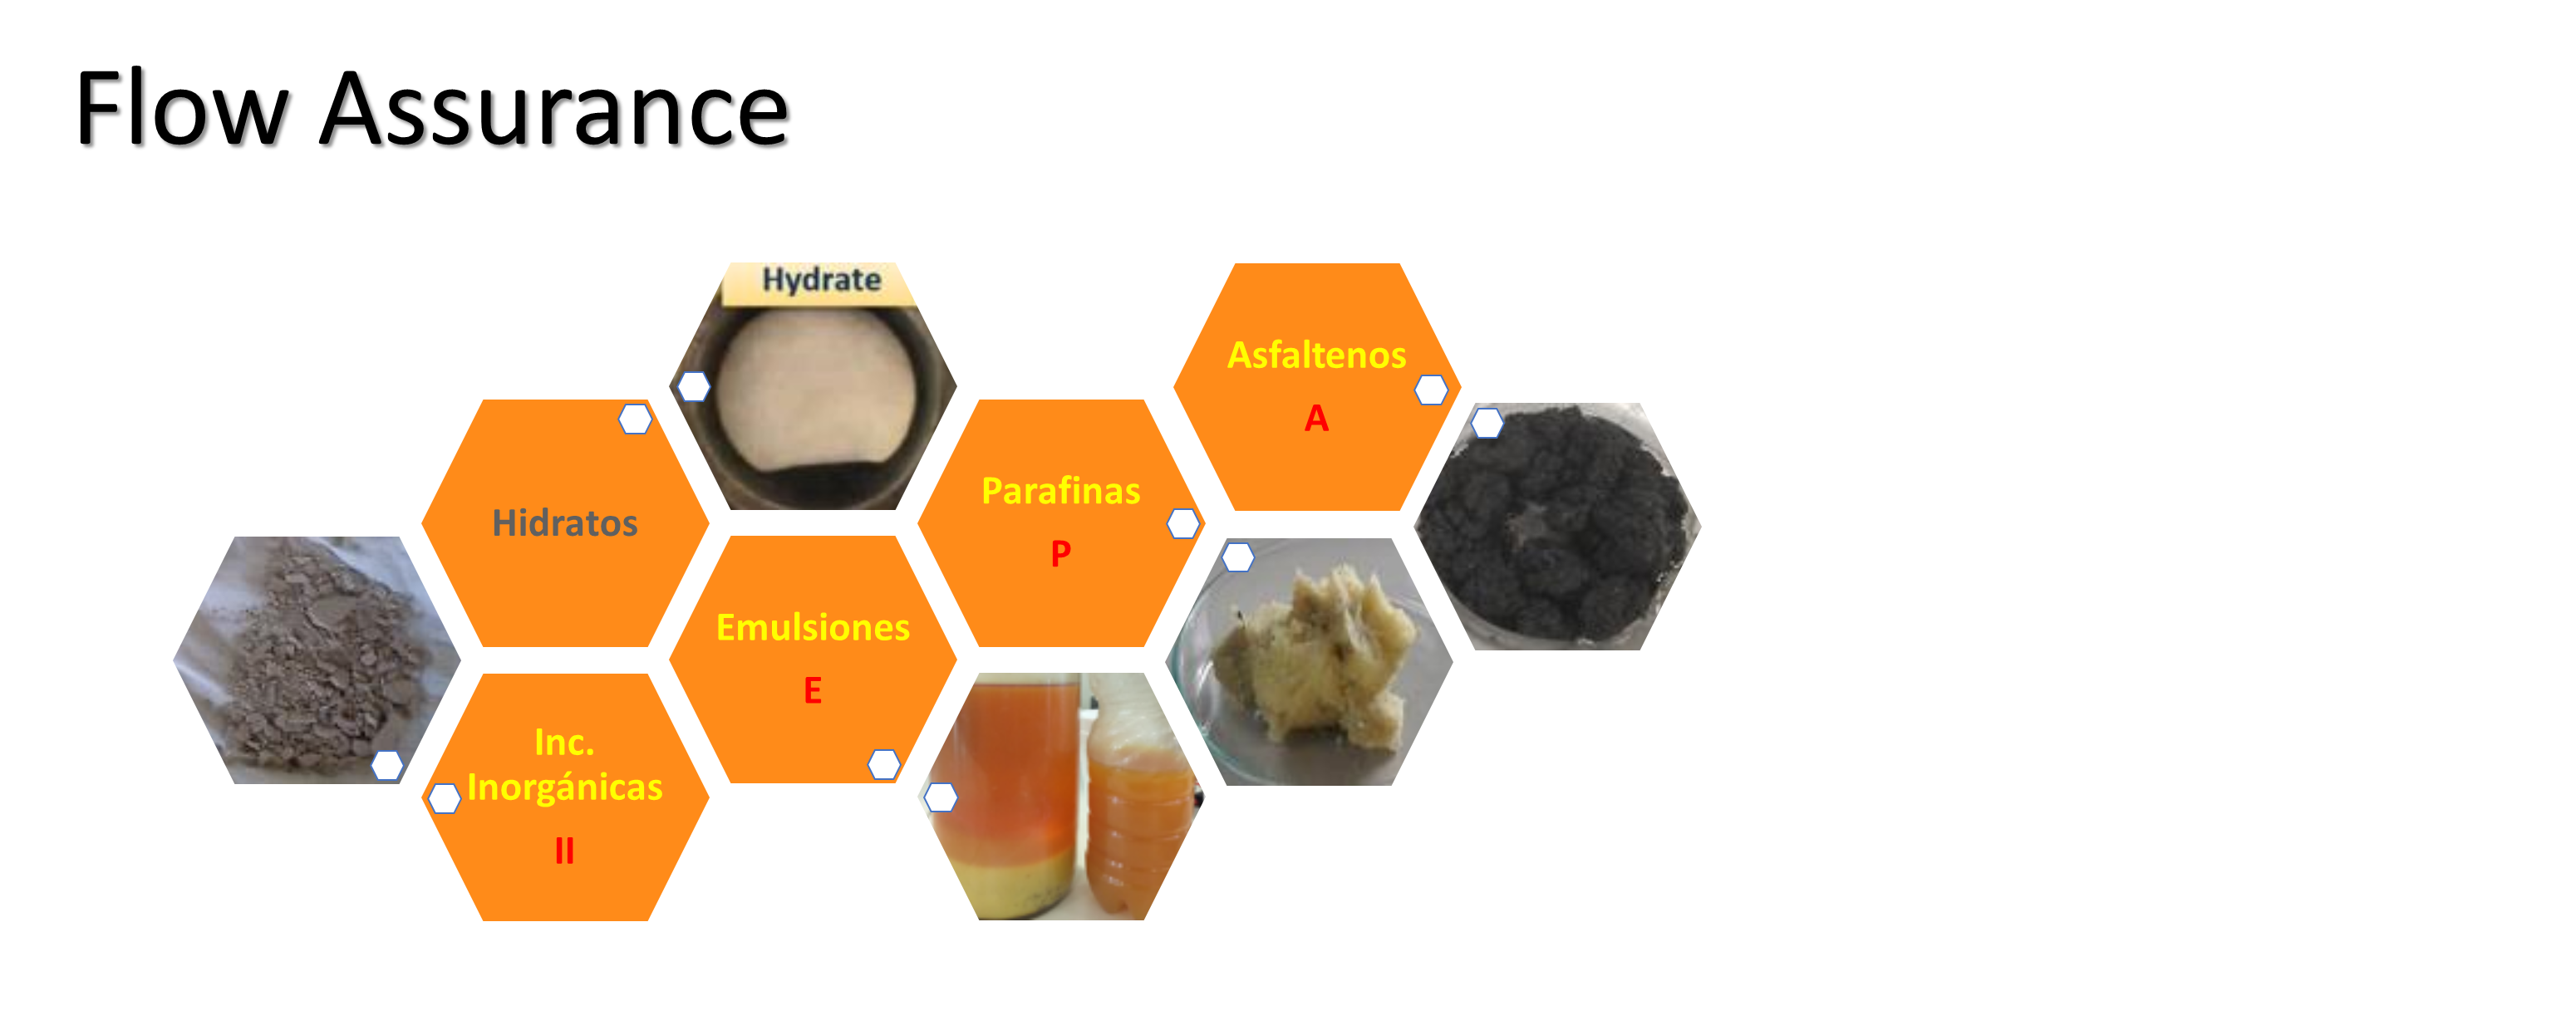 Flow Assurance
Hydrate
Asfaltenos
A
Parafinas
P
Hidratos
Emulsiones
E
Inc.
Inorgánicas
II